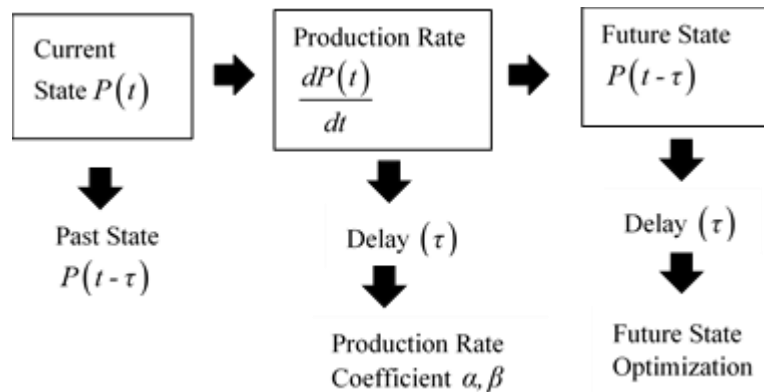 Current
State P(t)
Production Rate
dP(t)
dt
Future State
P(t - τ)
Past State
P(t - τ)
Delay (τ)
Production Rate
Coefficient α, β
Delay (τ)
Future State
Optimization